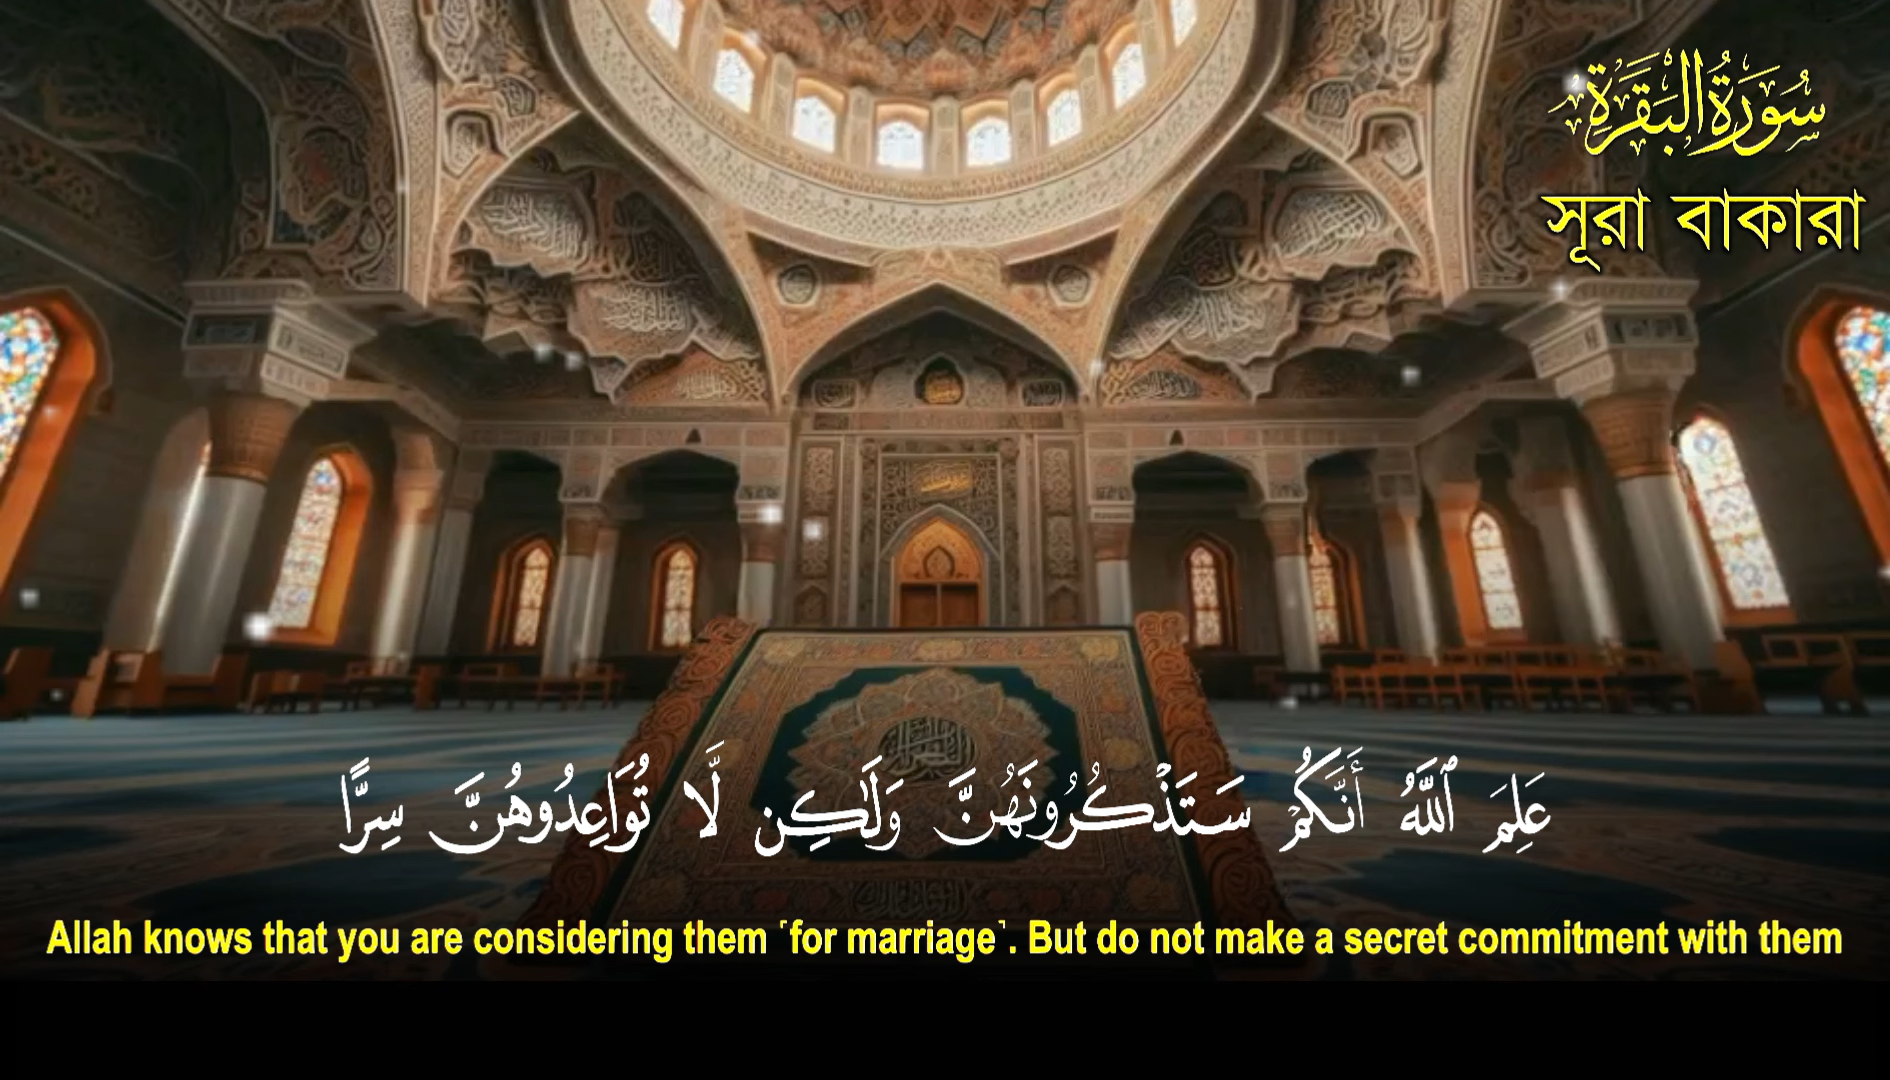 سُورَةُ الْبَقَرَةِ
সূরা বাকারা
عَلِمَ ٱللَّهُ أَنَّكُمْ سَتَذْكُرُونَهُنَّ وَلَـٰكِن لَّا تُوَاعِدُوهُنَّ سِرًّا
Allah knows that you are considering them ˹for marriage˺. But do not make a secret commitment with them